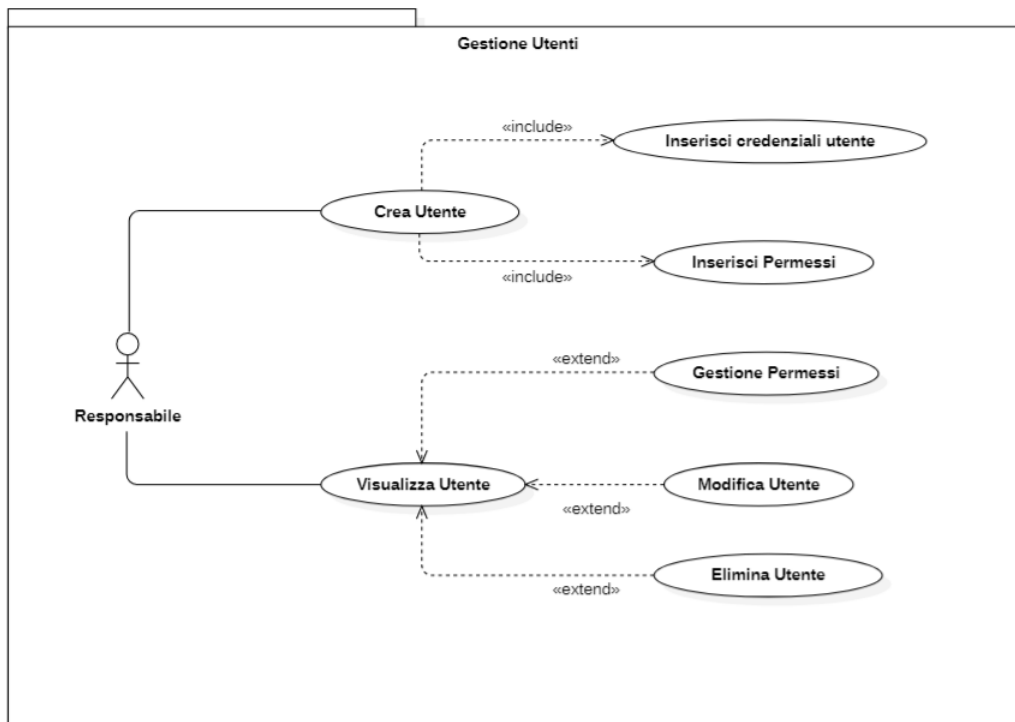 Gestione Utenti
«include»
Inserisci credenziali utente
Crea Utente
Inserisci Permessi
«include»
«extend»
Gestione Permessi
Responsabile
Visualizza Utente
Modifica Utente
«extend»
Elimina Utente
«extend»